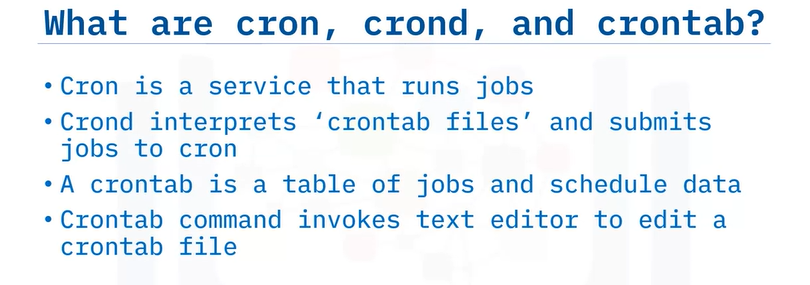 What are cron, crond, and crontab?
• Cron is a service that runs jobs
• Crond interprets ‘crontab files’ and submits
jobs to cron
• A crontab is a table of jobs and schedule data
• Crontab command invokes text editor to edit a
crontab file